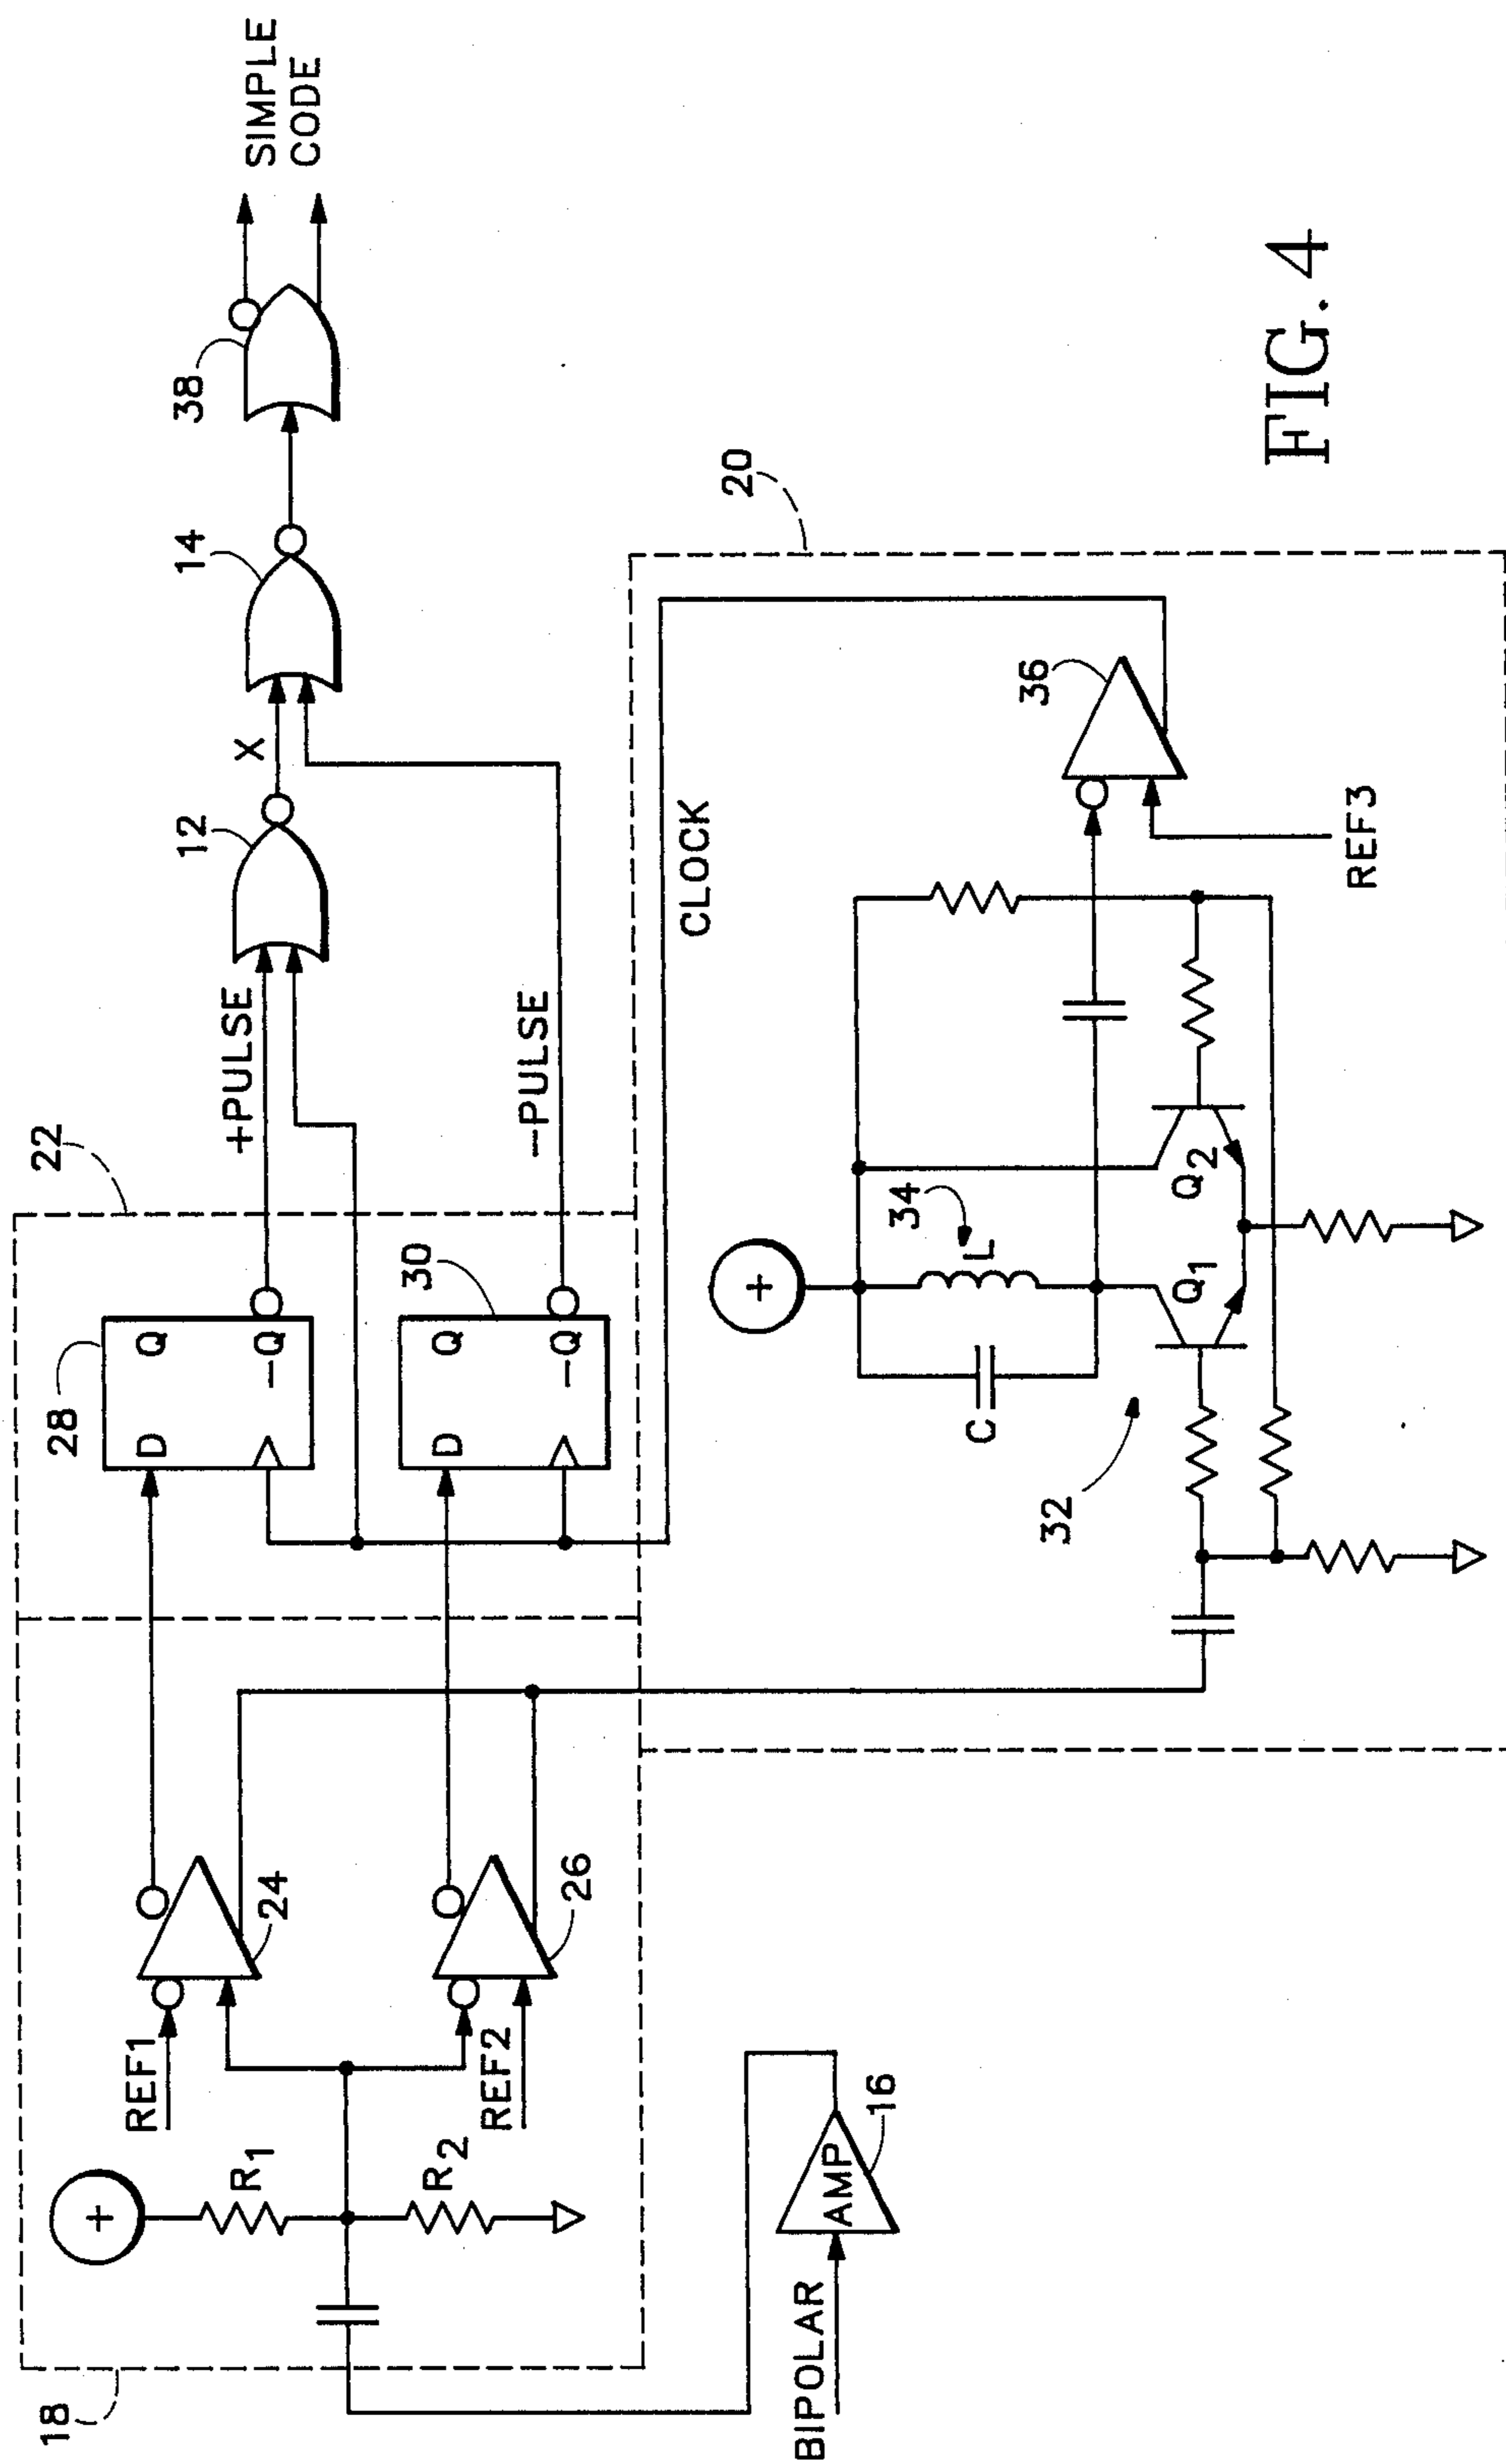 18
22
28
D
Q
–Q
+PULSE
12
X
14
38
SIMPLE
CODE
+
R1
R2
REF1
24
REF2
26
30
D
Q
–Q
–PULSE
BIPOLAR
AMP
16
CLOCK
20
+
C
L
34
32
Q1
Q2
36
REF3
FIG. 4